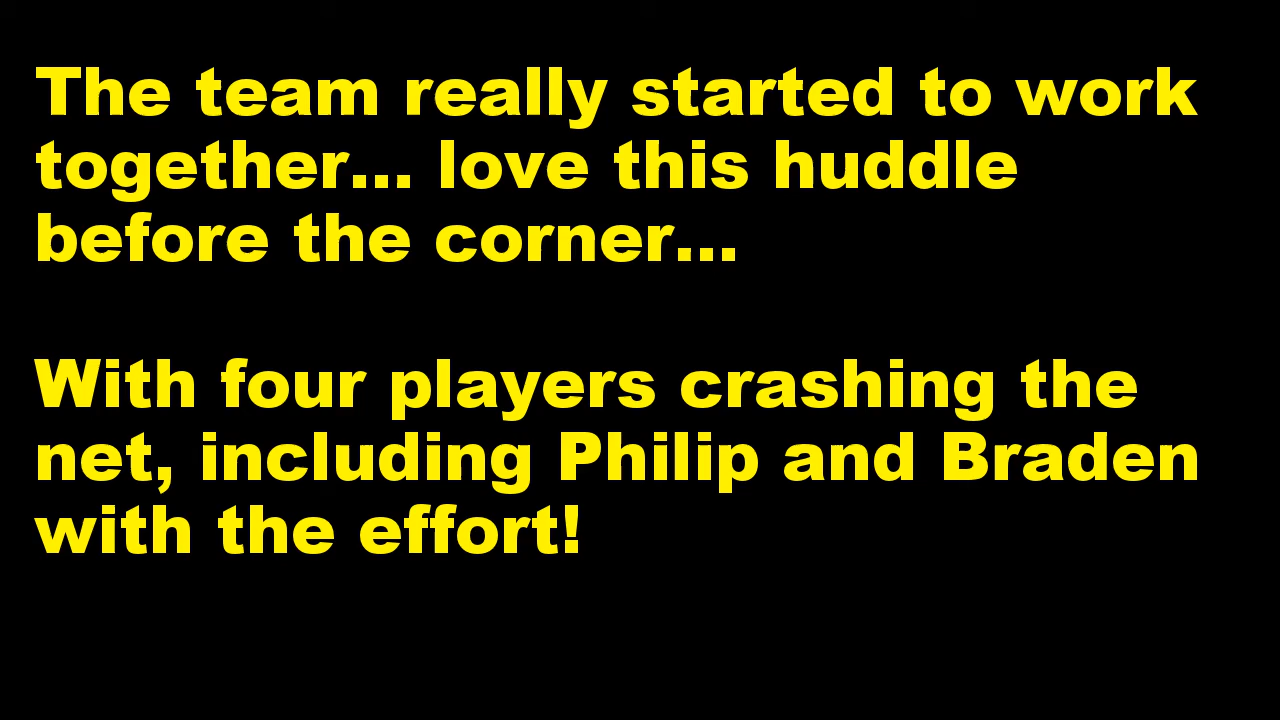 The team really started to work
together... love this huddle
before the corner...
With four players crashing the
net, including Philip and Braden
with the effort!